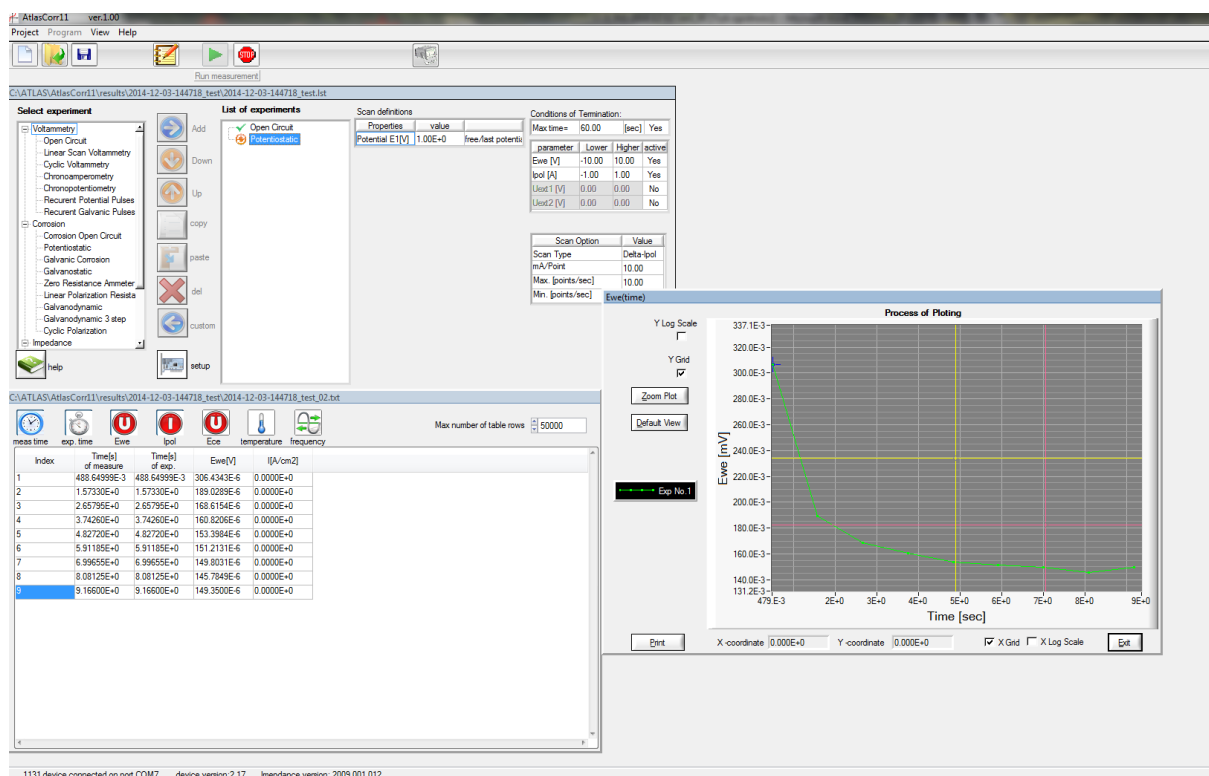 AtlasCorr11 ver.1.00
Project Program View Help
STOP
Run measurement
C:\ATLAS\AtlasCorr11\results\2014-12-03-144718_test\2014-12-03-144718_test.lst
Select experiment
Voltammetry
Open Circuit
Linear Scan Voltammetry
Cyclic Voltammetry
Chronoamperometry
Chronopotentiometry
Recurent Potential Pulses
Recurent Galvanic Pulses
Corrosion
Corrosion Open Circuit
Potentiostatic
Galvanic Corrosion
Galvanostatic
Zero Resistance Ammeter
Linear Polarization Resista
Galvanodynamic
Galvanodynamic 3 step
Cyclic Polarization
Impedance
help
Add
Down
Up
copy
paste
del
custom
setup
List of experiments
Open Circuit
Potentiostatic
Scan definitions
Properties value
Potential E1[V] 1.00E+0 free/last potentia
Conditions of Termination:
Max time= 60.00 [sec] Yes
parameter Lower Higher active
Ewe [V] -10.00 10.00 Yes
Ipol [A] -1.00 1.00 Yes
Uext1 [V] 0.00 0.00 No
Uext2 [V] 0.00 0.00 No
Scan Option Value
Scan Type Delta-Ipol
mA/Point 10.00
Max. [points/sec] 10.00
Min. [points/sec]
C:\ATLAS\AtlasCorr11\results\2014-12-03-144718_test\2014-12-03-144718_test_02.txt
U I U
meas time exp. time Ewe Ipol Ece temperature frequency
Max number of table rows 50000
Index Time[s] of measure Time[s] of exp. Ewe[V] I[A/cm2]
1 488.64999E-3 488.64999E-3 306.4343E-6 0.0000E+0
2 1.57330E+0 1.57330E+0 189.0289E-6 0.0000E+0
3 2.65795E+0 2.65795E+0 168.6154E-6 0.0000E+0
4 3.74260E+0 3.74260E+0 160.8206E-6 0.0000E+0
5 4.82720E+0 4.82720E+0 153.3984E-6 0.0000E+0
6 5.91185E+0 5.91185E+0 151.2131E-6 0.0000E+0
7 6.99655E+0 6.99655E+0 149.8031E-6 0.0000E+0
8 8.08125E+0 8.08125E+0 145.7849E-6 0.0000E+0
9 9.16600E+0 9.16600E+0 149.3500E-6 0.0000E+0
Ewe(time)
Process of Ploting
Y Log Scale
Y Grid
Zoom Plot
Default View
Exp No.1
Ewe [mV]
337.1E-3
320.0E-3
300.0E-3
280.0E-3
260.0E-3
240.0E-3
220.0E-3
200.0E-3
180.0E-3
160.0E-3
140.0E-3
131.2E-3
479.E-3 2E+0 3E+0 4E+0 5E+0 6E+0 7E+0 8E+0 9E+0
Time [sec]
Print X -coordinate 0.000E+0 Y -coordinate 0.000E+0 X Grid X Log Scale Exit
1131 device connected on port COM7 device version:2.17 Impendance version: 2009.001.012